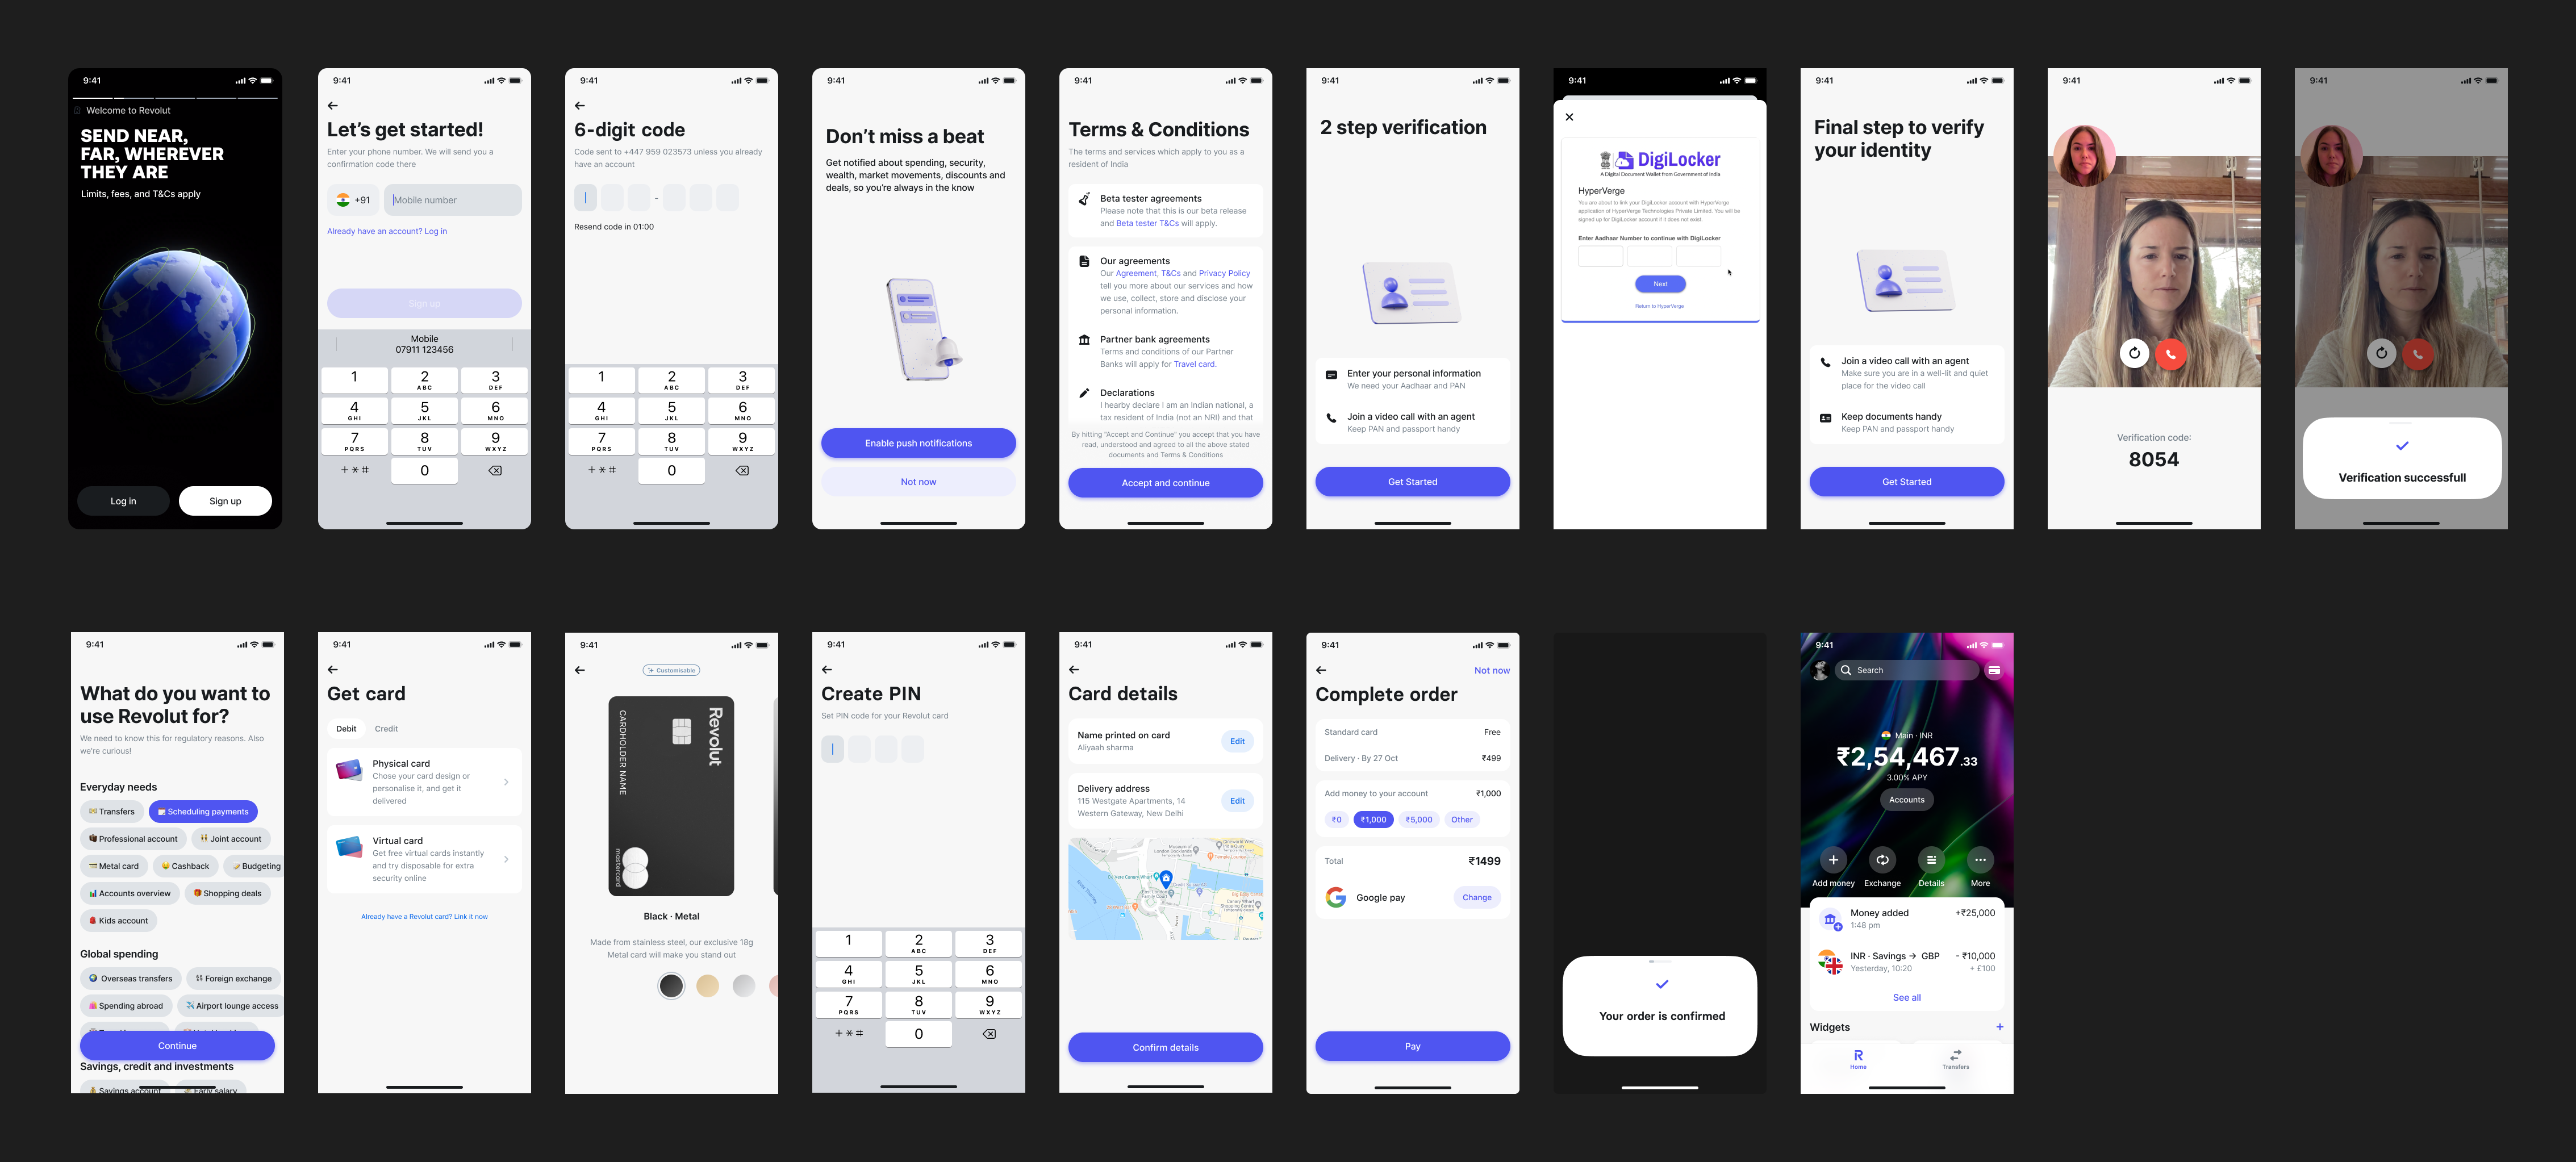 9:41
Welcome to Revolut
SEND NEAR,
FAR, WHEREVER
THEY ARE
Limits, fees, and T&Cs apply
Log in
Sign up
9:41
Let's get started!
Enter your phone number. We will send you a
confirmation code there
+91
Mobile number
Already have an account? Log in
Sign up
Mobile
07911 123456
1
2
ABC
3
DEF
4
GHI
5
JKL
6
MNO
7
PQRS
8
TUV
9
WXYZ
+ * #
0
9:41
6-digit code
Code sent to +447 959 023573 unless you already
have an account
-
Resend code in 01:00
1
2
ABC
3
DEF
4
GHI
5
JKL
6
MNO
7
PQRS
8
TUV
9
WXYZ
+ * #
0
9:41
Don't miss a beat
Get notified about spending, security,
wealth, market movements, discounts and
deals, so you're always in the know
Enable push notifications
Not now
9:41
Terms & Conditions
The terms and services which apply to you as a
resident of India
Beta tester agreements
Please note that this is our beta release
and Beta tester T&Cs will apply.
Our agreements
Our Agreement, T&Cs and Privacy Policy
tell you more about our services and how
we use, collect, store and disclose your
personal information.
Partner bank agreements
Terms and conditions of our Partner
Banks will apply for Travel card.
Declarations
I hearby declare I am an Indian national, a
tax resident of India (not an NRI) and that
By hitting "Accept and Continue" you accept that you have
read, understood and agreed to all the above stated
documents and Terms & Conditions
Accept and continue
9:41
2 step verification
Enter your personal information
We need your Aadhaar and PAN
Join a video call with an agent
Keep PAN and passport handy
Get Started
9:41
DigiLocker
A Digital Document Wallet from Government of India
HyperVerge
You are about to link your DigiLocker account with HyperVerge
application of HyperVerge Technologies Private Limited. You will be
signed up for DigiLocker account if it does not exist.
Enter Aadhaar Number to continue with DigiLocker
Next
Return to HyperVerge
9:41
Final step to verify
your identity
Join a video call with an agent
Make sure you are in a well-lit and quiet
place for the video call
Keep documents handy
Keep PAN and passport handy
Get Started
9:41
Verification code:
8054
9:41
Verification successfull
9:41
What do you want to
use Revolut for?
We need to know this for regulatory reasons. Also
we're curious!
Everyday needs
Transfers
Scheduling payments
Professional account
Joint account
Metal card
Cashback
Budgeting
Accounts overview
Shopping deals
Kids account
Global spending
Overseas transfers
Foreign exchange
Spending abroad
Airport lounge access
Continue
Savings, credit and investments
Savings account
Early salary
9:41
Get card
Debit
Credit
Physical card
Chose your card design or
personalise it, and get it
delivered
Virtual card
Get free virtual cards instantly
and try disposable for extra
security online
Already have a Revolut card? Link it now
9:41
Customisable
Revolut
CARDHOLDER NAME
mastercard
Black · Metal
Made from stainless steel, our exclusive 18g
Metal card will make you stand out
9:41
Create PIN
Set PIN code for your Revolut card
1
2
ABC
3
DEF
4
GHI
5
JKL
6
MNO
7
PQRS
8
TUV
9
WXYZ
+ * #
0
9:41
Card details
Name printed on card
Aliyaah sharma
Edit
Delivery address
115 Westgate Apartments, 14
Western Gateway, New Delhi
Edit
Confirm details
9:41
Not now
Complete order
Standard card
Free
Delivery · By 27 Oct
₹499
Add money to your account
₹1,000
₹0
₹1,000
₹5,000
Other
Total
₹1499
Google pay
Change
Pay
Your order is confirmed
9:41
Search
Main · INR
₹2,54,467.33
3.00% APY
Accounts
Add money
Exchange
Details
More
Money added
+₹25,000
1:48 pm
INR · Savings → GBP
- ₹10,000
Yesterday, 10:20
+ £100
See all
Widgets
+
Home
Transfers